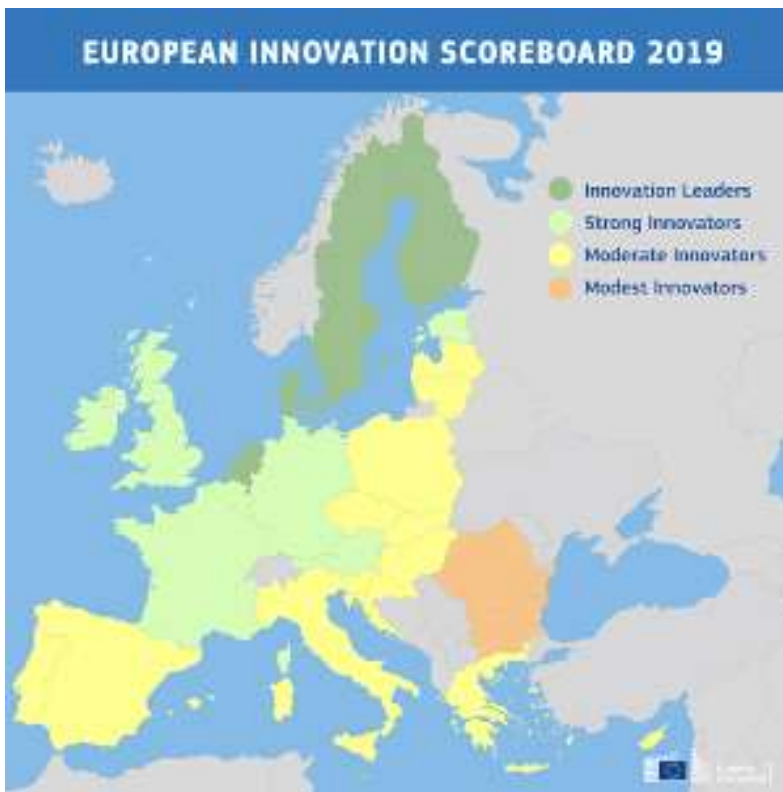 EUROPEAN INNOVATION SCOREBOARD 2019
Innovation Leaders
Strong Innovators
Moderate Innovators
Modest Innovators